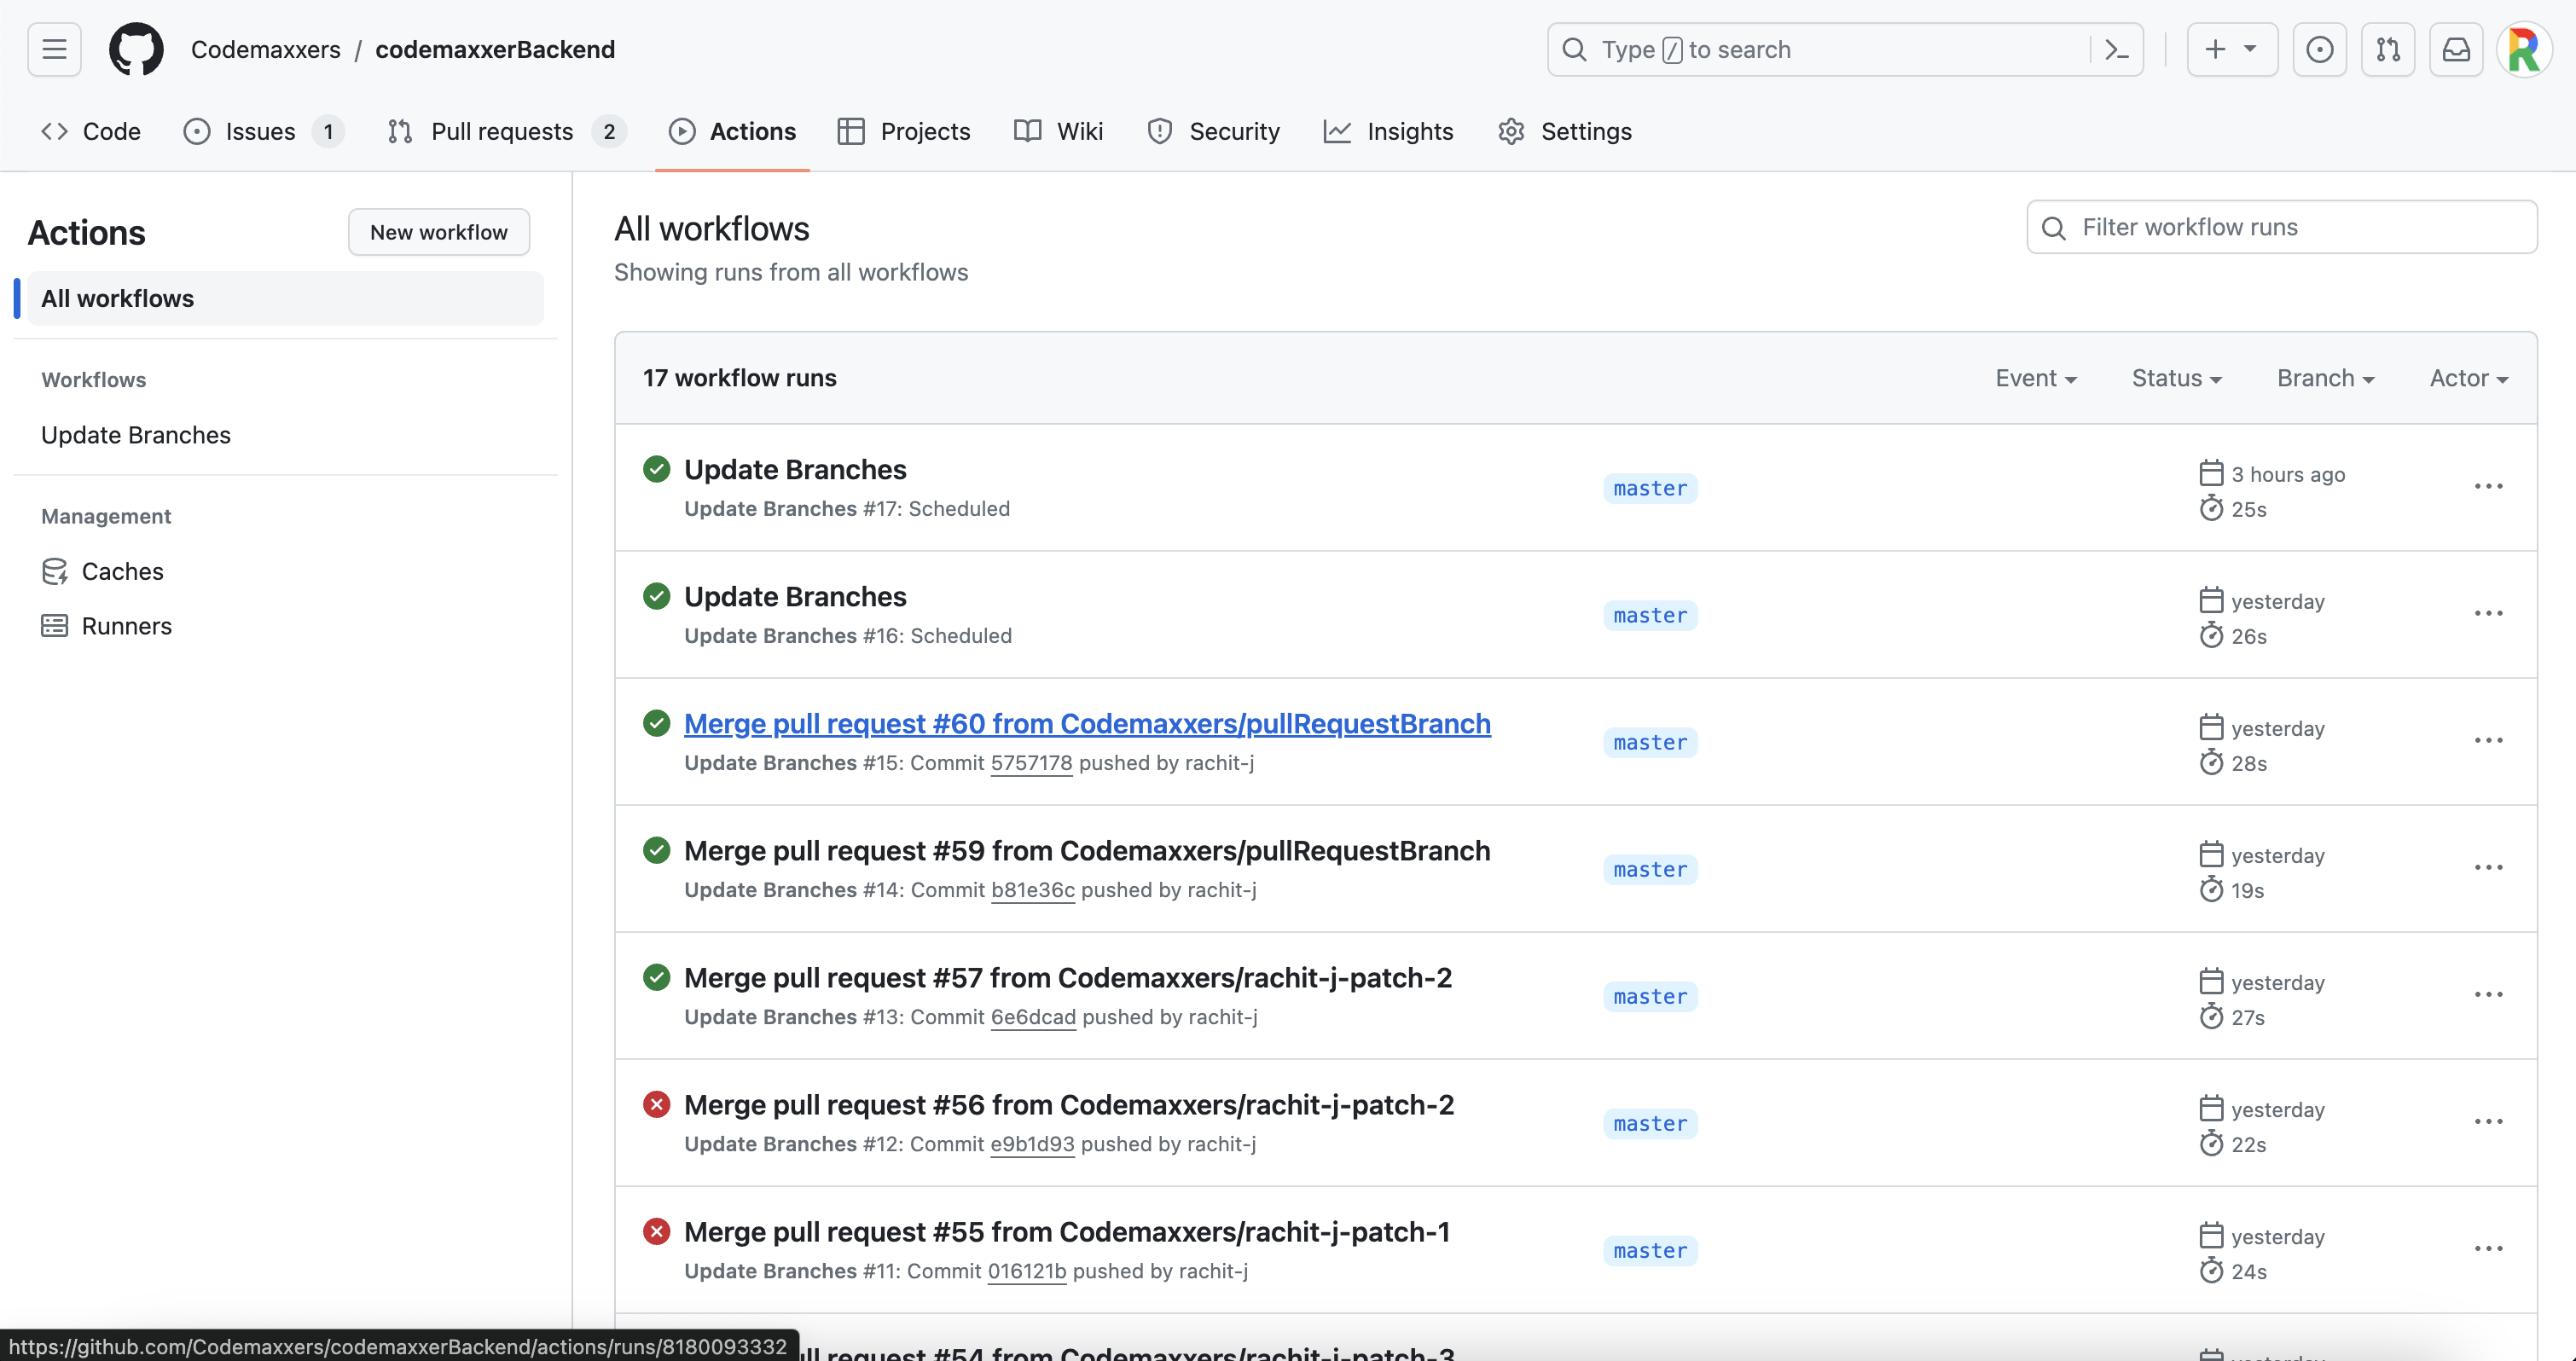 Codemaxxers / codemaxxerBackend
Type / to search
Code
Issues 1
Pull requests 2
Actions
Projects
Wiki
Security
Insights
Settings
Actions
New workflow
All workflows
Workflows
Update Branches
Management
Caches
Runners
All workflows
Showing runs from all workflows
Filter workflow runs
17 workflow runs
Event
Status
Branch
Actor
Update Branches
Update Branches #17: Scheduled
master
3 hours ago
25s
Update Branches
Update Branches #16: Scheduled
master
yesterday
26s
Merge pull request #60 from Codemaxxers/pullRequestBranch
Update Branches #15: Commit 5757178 pushed by rachit-j
master
yesterday
28s
Merge pull request #59 from Codemaxxers/pullRequestBranch
Update Branches #14: Commit b81e36c pushed by rachit-j
master
yesterday
19s
Merge pull request #57 from Codemaxxers/rachit-j-patch-2
Update Branches #13: Commit 6e6dcad pushed by rachit-j
master
yesterday
27s
Merge pull request #56 from Codemaxxers/rachit-j-patch-2
Update Branches #12: Commit e9b1d93 pushed by rachit-j
master
yesterday
22s
Merge pull request #55 from Codemaxxers/rachit-j-patch-1
Update Branches #11: Commit 016121b pushed by rachit-j
master
yesterday
24s
request #54 from Codemaxxers/rachit-j-patch-3
yesterday
https://github.com/Codemaxxers/codemaxxerBackend/actions/runs/8180093332